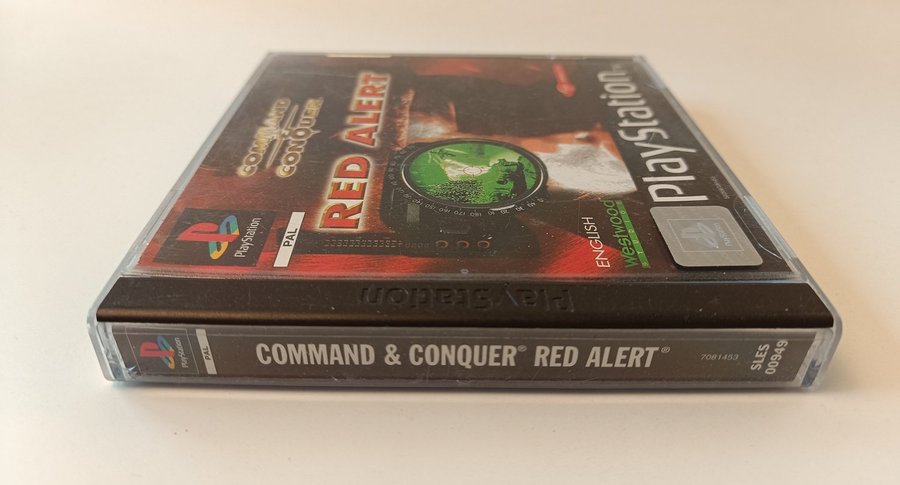 COMMAND
CONQUER
RED ALERT
PlayStation
PAL
ENGLISH
Westwood
STUDIOS
PlayStation
PlayStation
PlayStation
PAL
COMMAND & CONQUER® RED ALERT®
7081453
SLES
00949